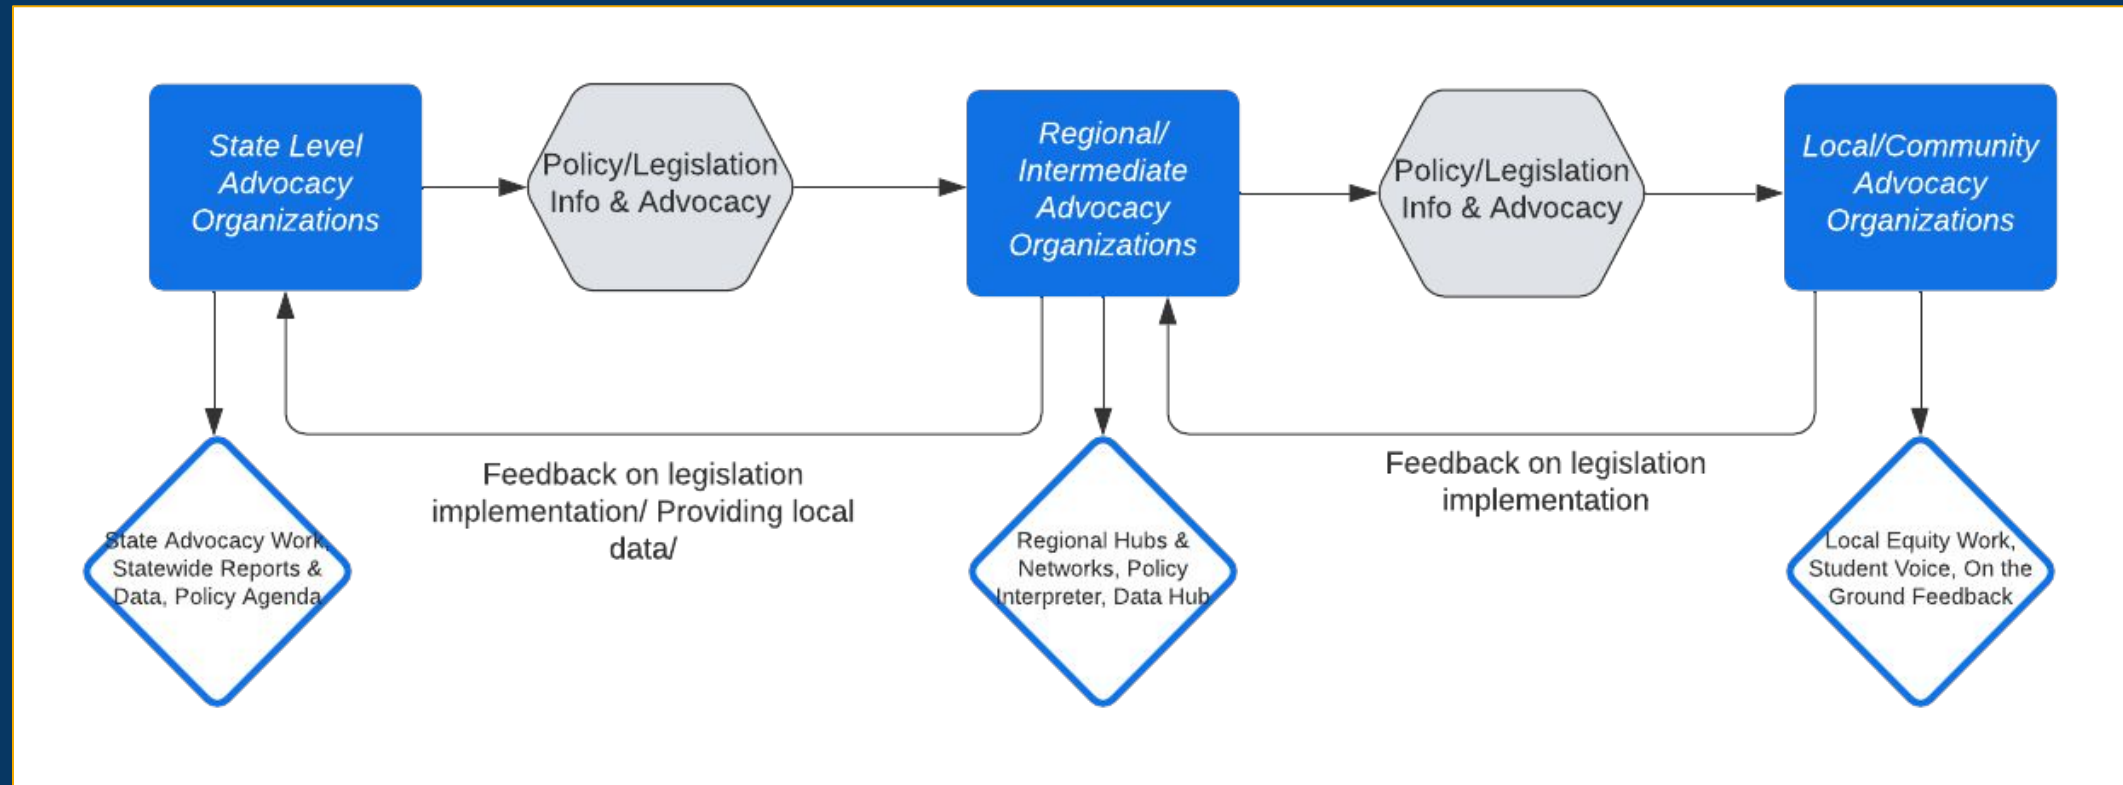 State Level
Advocacy
Organizations
Policy/Legislation
Info & Advocacy
Regional/
Intermediate
Advocacy
Organizations
Policy/Legislation
Info & Advocacy
Local/Community
Advocacy
Organizations
Feedback on legislation
implementation/ Providing local
data/
Feedback on legislation
implementation
State Advocacy Work,
Statewide Reports &
Data, Policy Agenda
Regional Hubs &
Networks, Policy
Interpreter, Data Hub
Local Equity Work,
Student Voice, On the
Ground Feedback